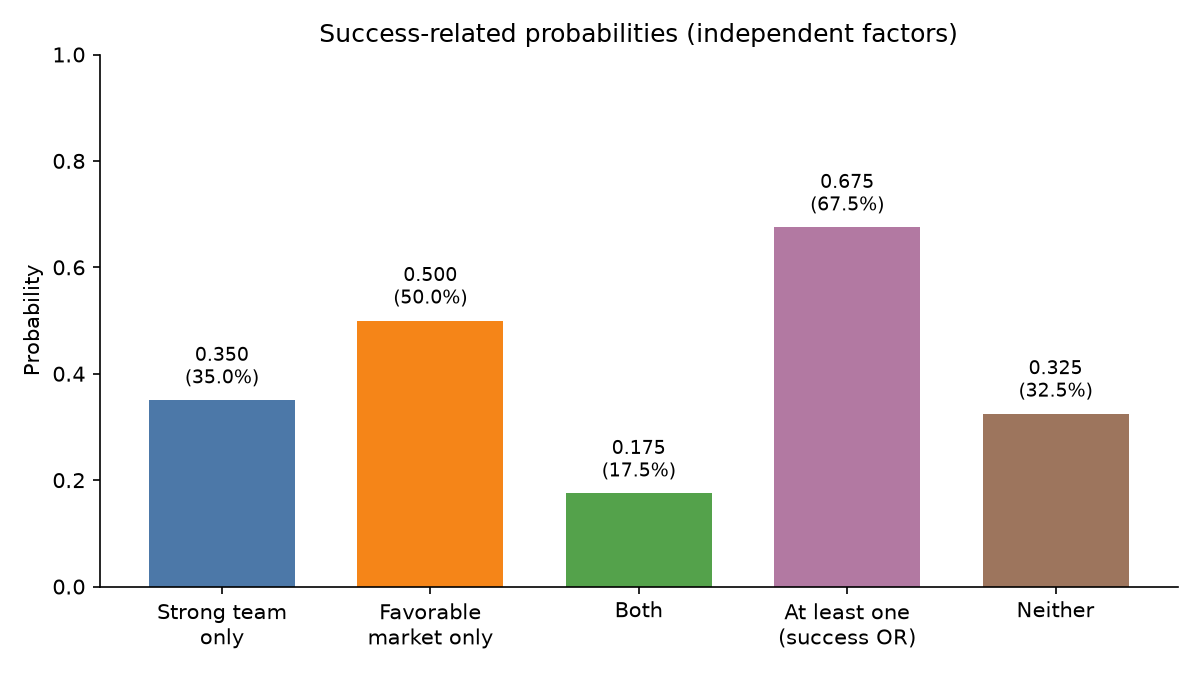 Success-related probabilities (independent factors)
Probability
1.0
0.8
0.6
0.4
0.2
0.0
0.350
(35.0%)
0.500
(50.0%)
0.175
(17.5%)
0.675
(67.5%)
0.325
(32.5%)
Strong team
only
Favorable
market only
Both
At least one
(success OR)
Neither